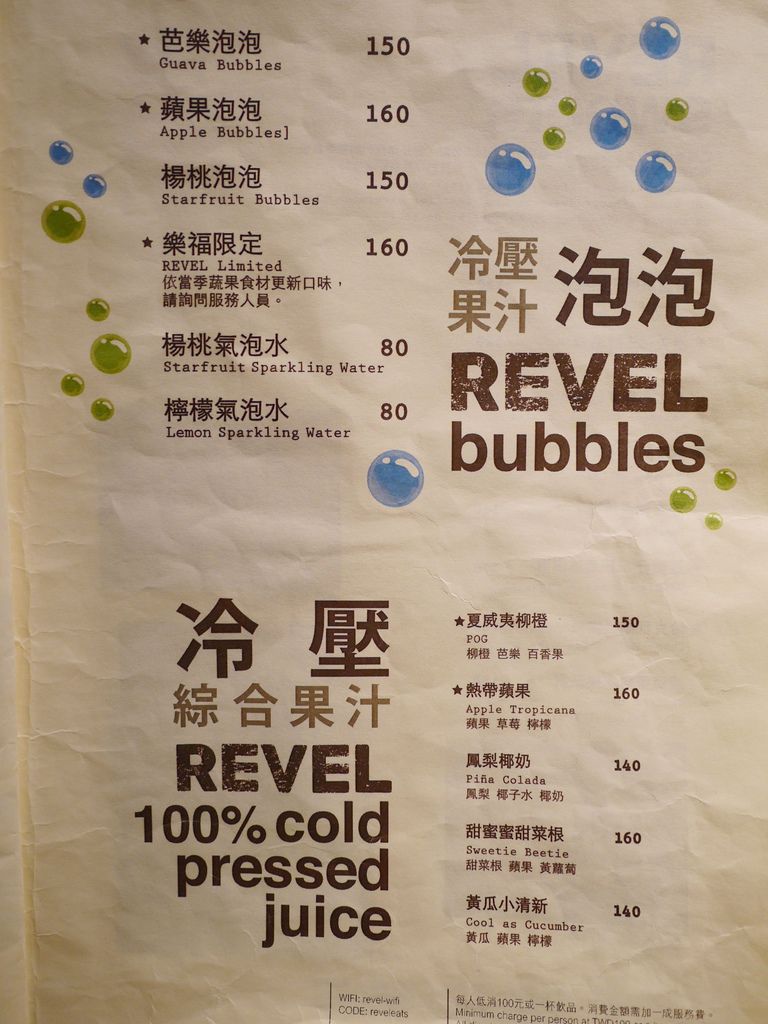 ★ 芭樂泡泡 150
Guava Bubbles
★ 蘋果泡泡 160
Apple Bubbles]
楊桃泡泡 150
Starfruit Bubbles
★ 樂福限定 160
REVEL Limited
依當季蔬果食材更新口味，
請詢問服務人員。
楊桃氣泡水 80
Starfruit Sparkling Water
檸檬氣泡水 80
Lemon Sparkling Water
冷壓
果汁 泡泡
REVEL
bubbles
冷壓
綜合果汁
REVEL
100% cold
pressed
juice
★夏威夷柳橙 150
POG
柳橙 芭樂 百香果
★熱帶蘋果 160
Apple Tropicana
蘋果 草莓 檸檬
鳳梨椰奶 140
Piña Colada
鳳梨 椰子水 椰奶
甜蜜蜜甜菜根 160
Sweetie Beetie
甜菜根 蘋果 黃蘿蔔
黃瓜小清新 140
Cool as Cucumber
黃瓜 蘋果 檸檬
WIFI: revel-wifi
CODE: reveleats
每人低消100元或一杯飲品。消費金額需加一成服務費。
Minimum charge per person at TWD100